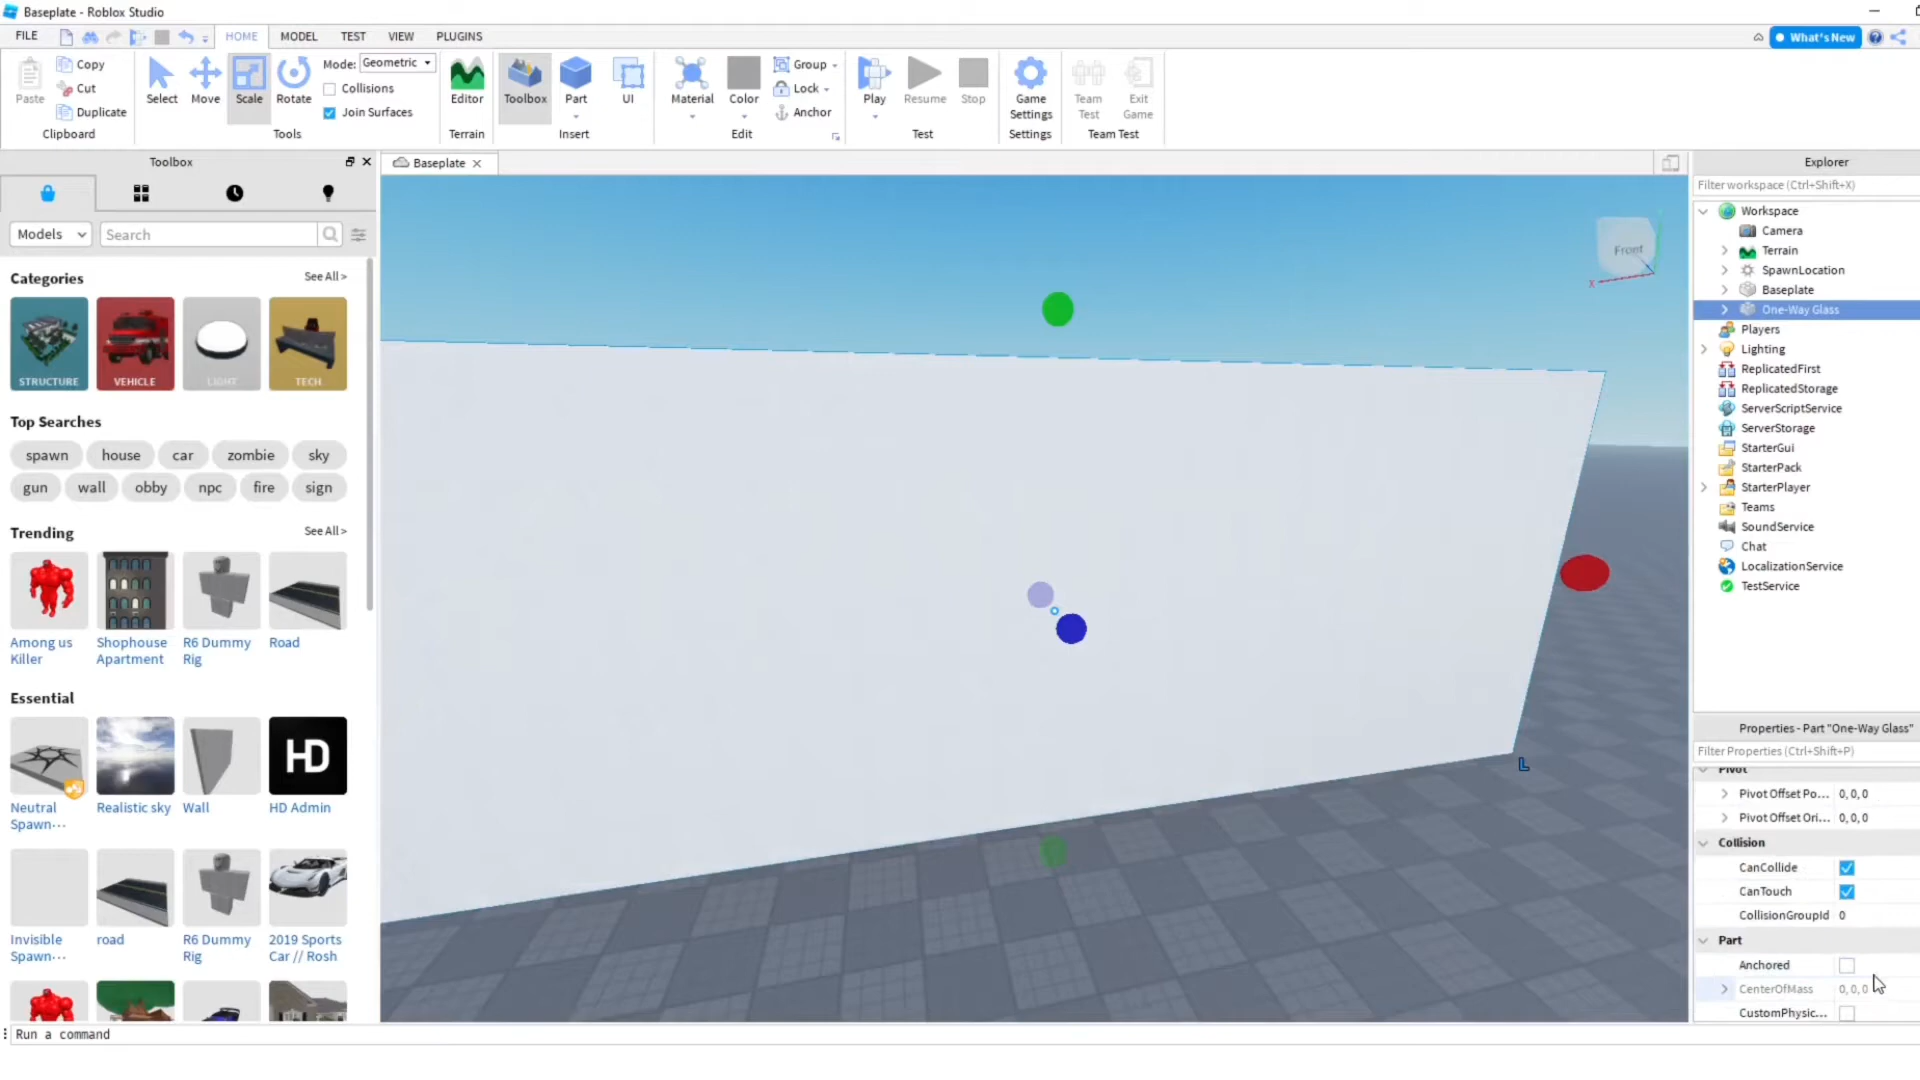 Baseplate - Roblox Studio
FILE HOME MODEL TEST VIEW PLUGINS What's New
Paste Copy Cut Duplicate Clipboard
Select Move Scale Rotate Mode: Geometric Collisions Join Surfaces Tools
Editor Terrain
Toolbox Part UI Insert
Material Color Group Lock Anchor Edit
Play Resume Stop Test
Game Settings Settings
Team Test Exit Game Team Test
Toolbox
Models Search
Categories See All >
STRUCTURE VEHICLE LIGHT TECH
Top Searches
spawn house car zombie sky
gun wall obby npc fire sign
Trending See All >
Among us Killer
Shophouse Apartment
R6 Dummy Rig
Road
Essential
HD
Neutral Spawn···
Realistic sky
Wall
HD Admin
Invisible Spawn···
road
R6 Dummy Rig
2019 Sports Car // Rosh
Run a command
Baseplate
Front
X
L
Explorer
Filter workspace (Ctrl+Shift+X)
Workspace
Camera
Terrain
SpawnLocation
Baseplate
One-Way Glass
Players
Lighting
ReplicatedFirst
ReplicatedStorage
ServerScriptService
ServerStorage
StarterGui
StarterPack
StarterPlayer
Teams
SoundService
Chat
LocalizationService
TestService
Properties - Part "One-Way Glass"
Filter Properties (Ctrl+Shift+P)
Pivot
Pivot Offset Po... 0, 0, 0
Pivot Offset Ori... 0, 0, 0
Collision
CanCollide
CanTouch
CollisionGroupId 0
Part
Anchored
CenterOfMass 0, 0, 0
CustomPhysic...